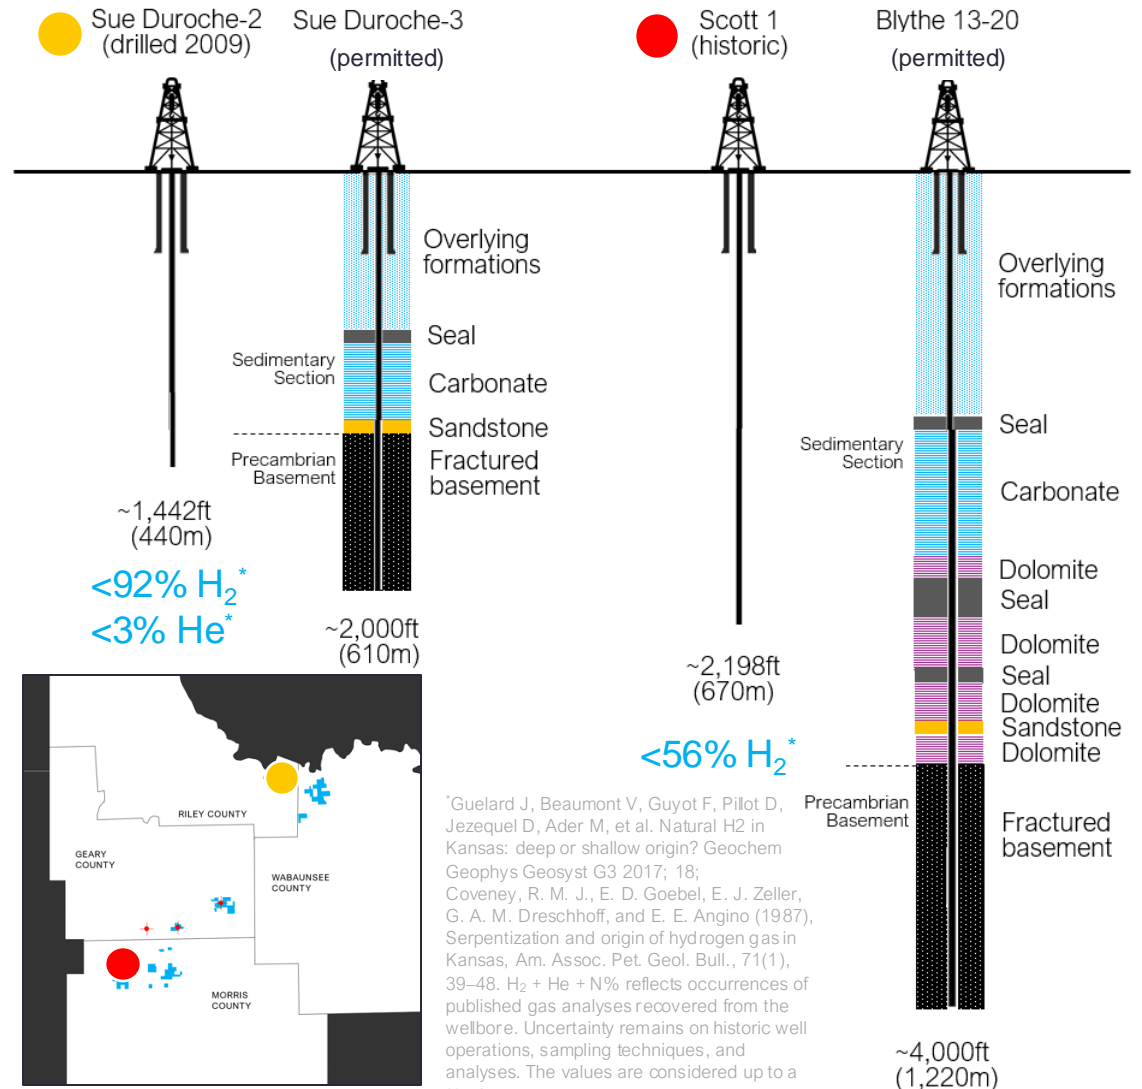 Sue Duroche-2
(drilled 2009)
Sue Duroche-3
(permitted)
Scott 1
(historic)
Blythe 13-20
(permitted)
Overlying
formations
Seal
Sedimentary
Section
Carbonate
Sandstone
Precambrian
Basement
Fractured
basement
~1,442ft
(440m)
<92% H₂*
<3% He*
~2,000ft
(610m)
~2,198ft
(670m)
<56% H₂*
Overlying
formations
Seal
Sedimentary
Section
Carbonate
Dolomite
Seal
Dolomite
Seal
Dolomite
Sandstone
Dolomite
Precambrian
Basement
Fractured
basement
~4,000ft
(1,220m)
RILEY COUNTY
GEARY
COUNTY
WABAUNSEE
COUNTY
MORRIS
COUNTY
*Guelard J, Beaumont V, Guyot F, Pillot D,
Jezequel D, Ader M, et al. Natural H2 in
Kansas: deep or shallow origin? Geochem
Geophys Geosyst G3 2017; 18;
Coveney, R. M. J., E. D. Goebel, E. J. Zeller,
G. A. M. Dreschhoff, and E. E. Angino (1987),
Serpentization and origin of hydrogen gas in
Kansas, Am. Assoc. Pet. Geol. Bull., 71(1),
39–48. H₂ + He + N% reflects occurrences of
published gas analyses recovered from the
wellbore. Uncertainty remains on historic well
operations, sampling techniques, and
analyses. The values are considered up to a